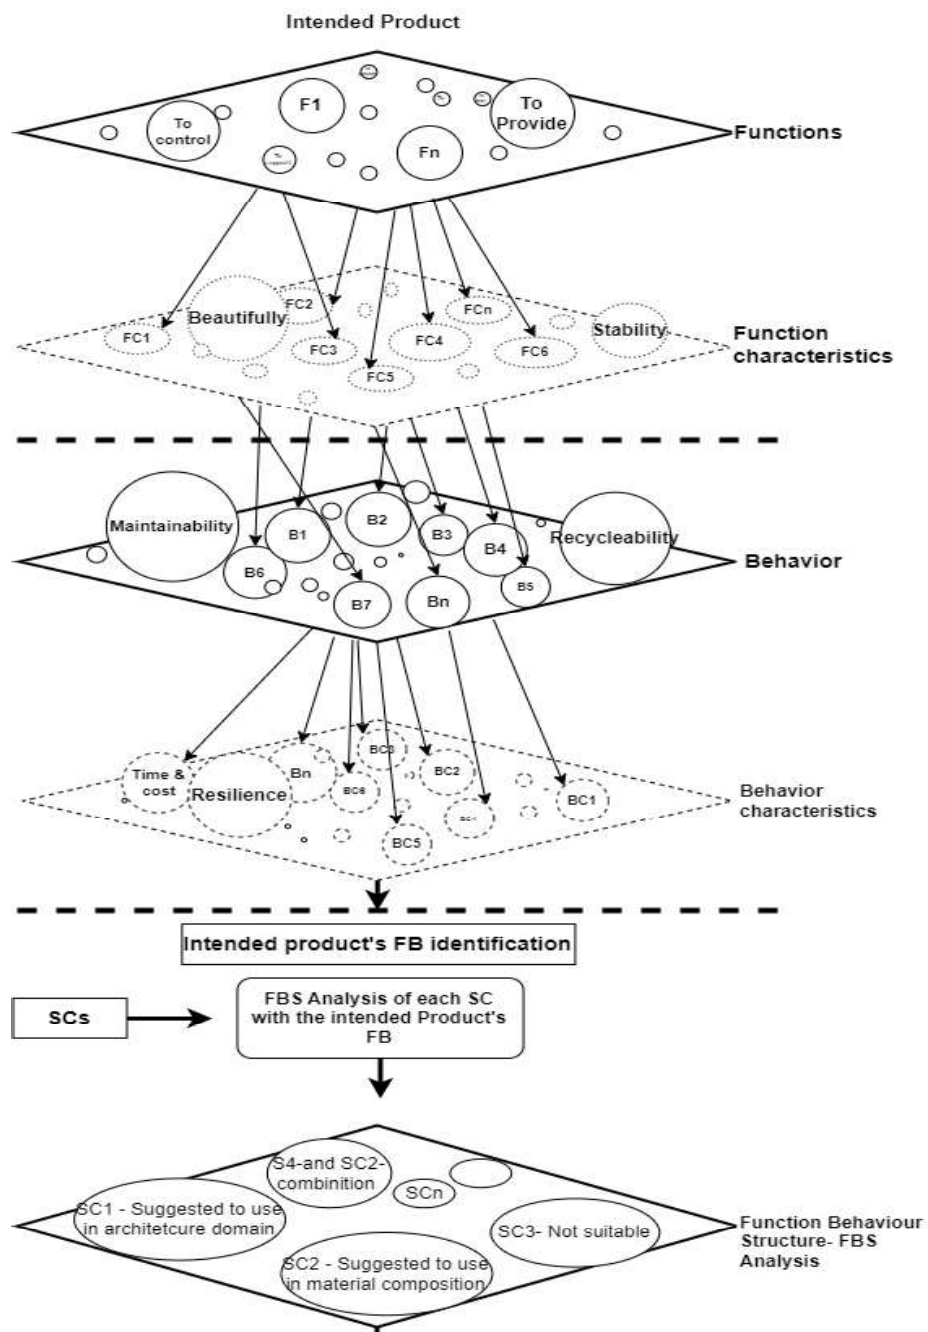 Intended Product
F1
To
Provide
To
control
Fn
To
Functions
FC2
Beautifully
FCn
Stability
FC1
FC3
FC4
FC6
FC5
Function
characteristics
Maintainability
B1
B2
B3
B4
Recycleability
B6
B5
B7
Bn
Behavior
Time &
cost
Resilience
Bn
BC3
BC6
BC2
BC1
BC5
Behavior
characteristics
Intended product's FB identification
SCs
FBS Analysis of each SC
with the intended Product's
FB
S4-and SC2-
combinition
SCn
SC1 - Suggested to use
in architetcure domain
SC3- Not suitable
SC2 - Suggested to use
in material composition
Function Behaviour
Structure- FBS
Analysis